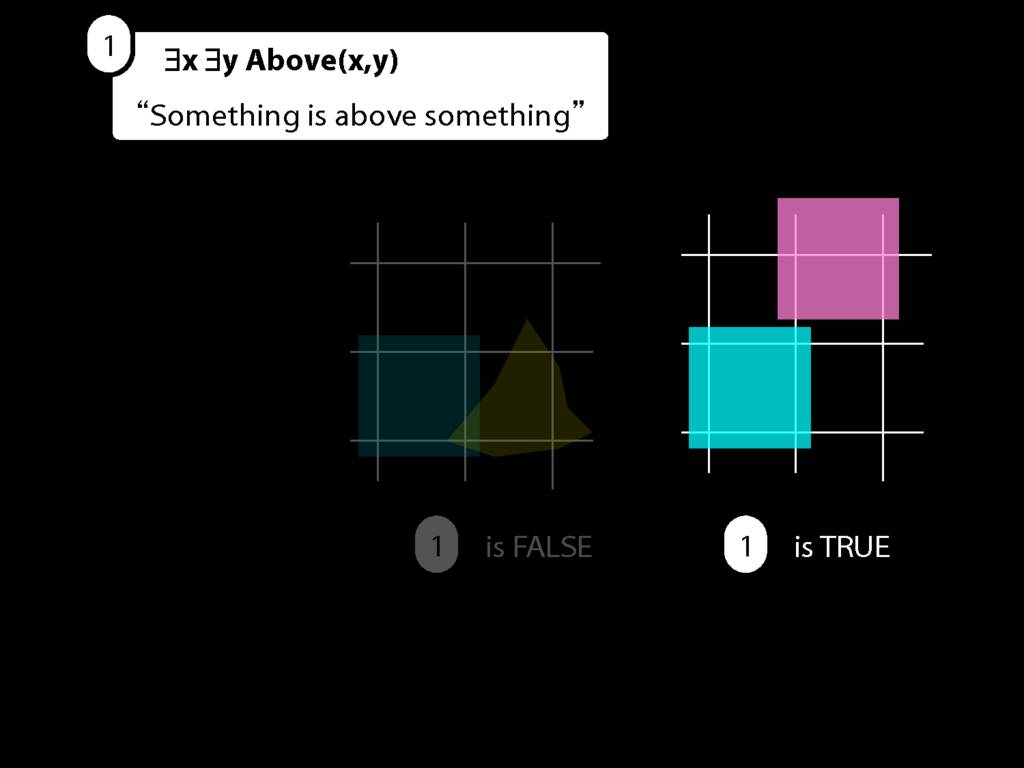 1
∃x ∃y Above(x,y)
“Something is above something”
1 is FALSE
1 is TRUE